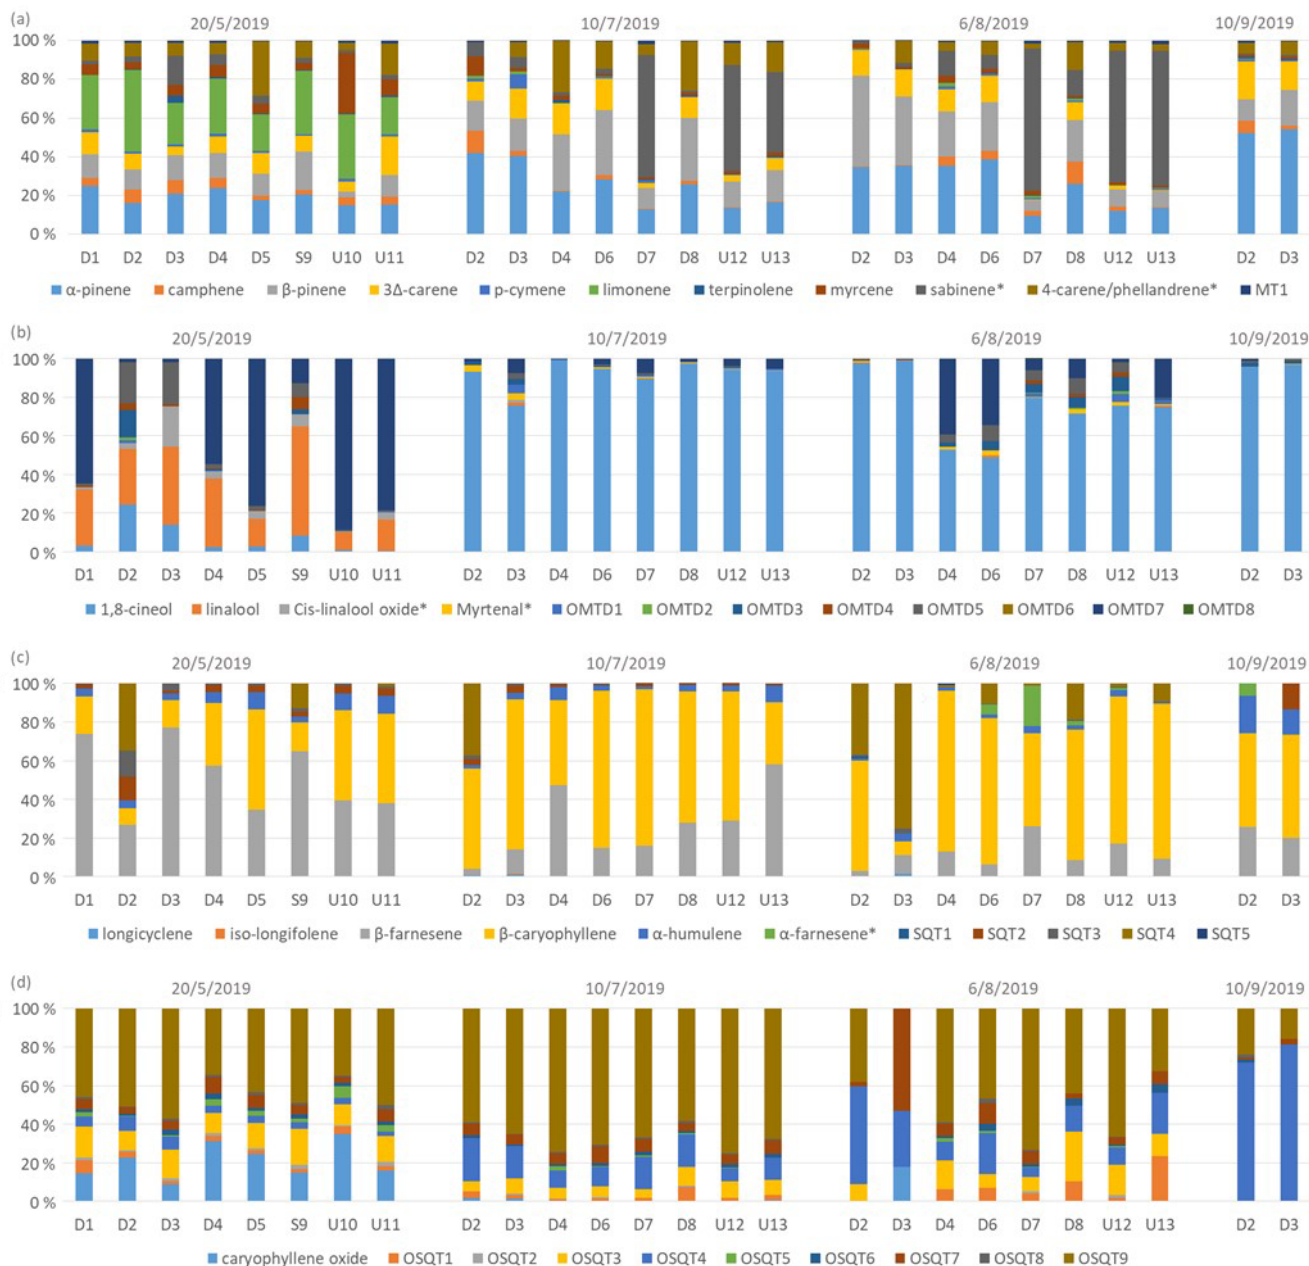 (a)
20/5/2019 10/7/2019 6/8/2019 10/9/2019
100 %
80 %
60 %
40 %
20 %
0 %
D1 D2 D3 D4 D5 S9 U10 U11 D2 D3 D4 D6 D7 D8 U12 U13 D2 D3 D4 D6 D7 D8 U12 U13 D2 D3
α-pinene camphene β-pinene 3Δ-carene p-cymene limonene terpinolene myrcene sabinene* 4-carene/phellandrene* MT1
(b)
20/5/2019 10/7/2019 6/8/2019 10/9/2019
100 %
80 %
60 %
40 %
20 %
0 %
D1 D2 D3 D4 D5 S9 U10 U11 D2 D3 D4 D6 D7 D8 U12 U13 D2 D3 D4 D6 D7 D8 U12 U13 D2 D3
1,8-cineol linalool Cis-linalool oxide* Myrtenal* OMTD1 OMTD2 OMTD3 OMTD4 OMTD5 OMTD6 OMTD7 OMTD8
(c)
20/5/2019 10/7/2019 6/8/2019 10/9/2019
100 %
80 %
60 %
40 %
20 %
0 %
D1 D2 D3 D4 D5 S9 U10 U11 D2 D3 D4 D6 D7 D8 U12 U13 D2 D3 D4 D6 D7 D8 U12 U13 D2 D3
longicyclene iso-longifolene β-farnesene β-caryophyllene α-humulene α-farnesene* SQT1 SQT2 SQT3 SQT4 SQT5
(d)
20/5/2019 10/7/2019 6/8/2019 10/9/2019
100 %
80 %
60 %
40 %
20 %
0 %
D1 D2 D3 D4 D5 S9 U10 U11 D2 D3 D4 D6 D7 D8 U12 U13 D2 D3 D4 D6 D7 D8 U12 U13 D2 D3
caryophyllene oxide OSQT1 OSQT2 OSQT3 OSQT4 OSQT5 OSQT6 OSQT7 OSQT8 OSQT9